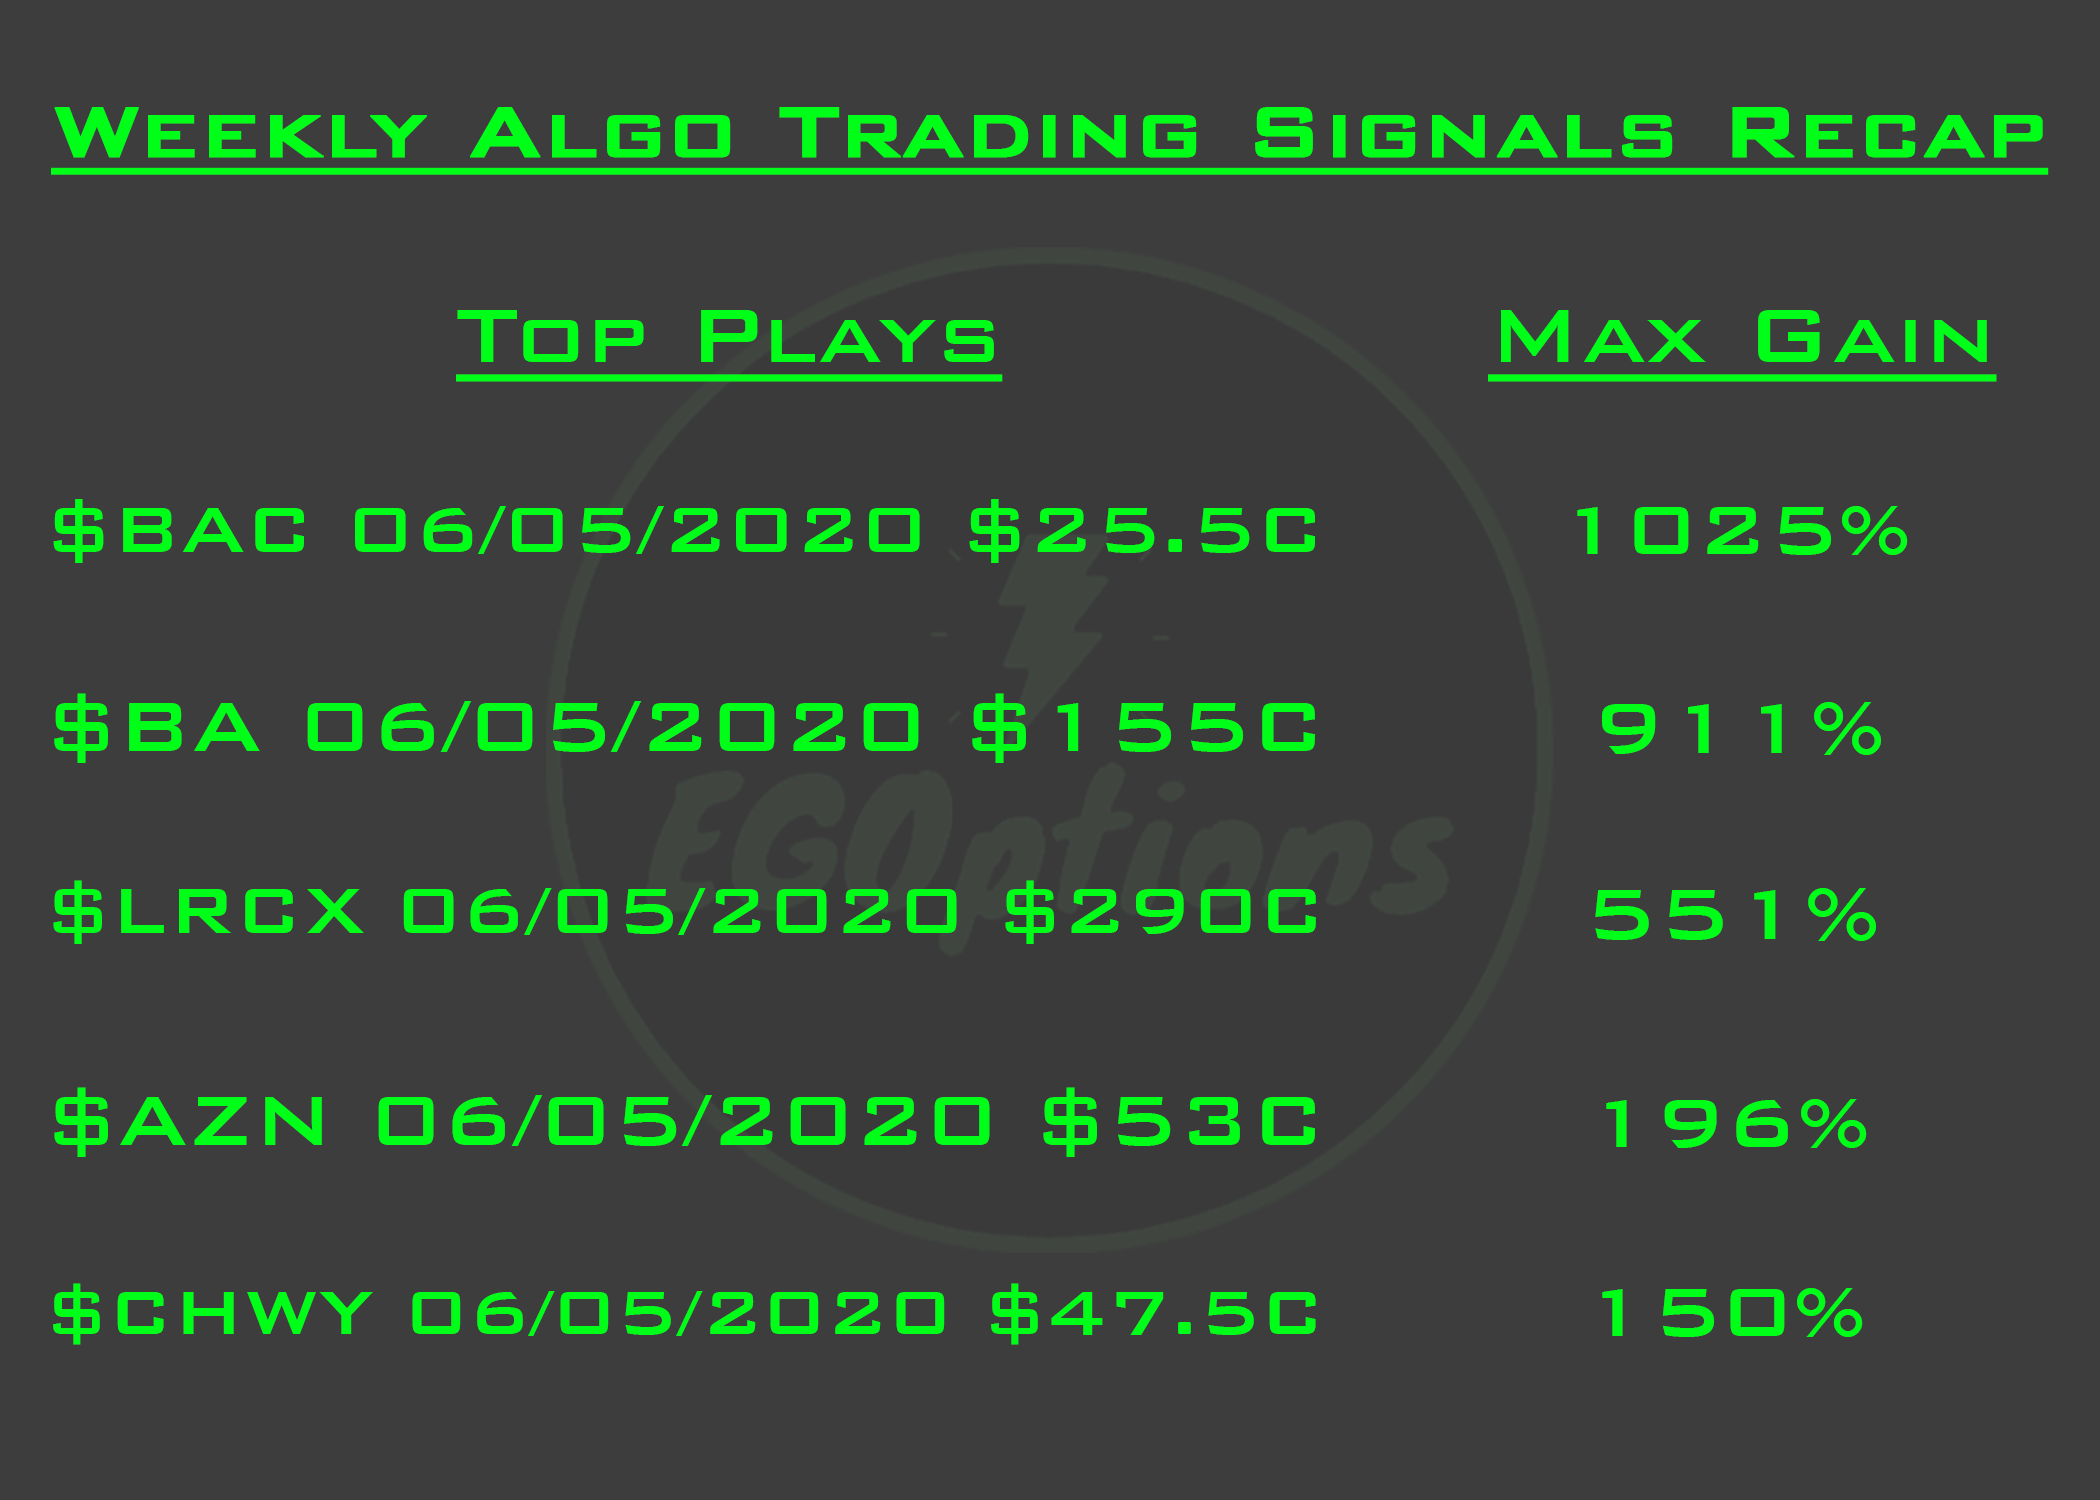 Weekly Algo Trading Signals Recap
Top Plays Max Gain
$BAC 06/05/2020 $25.5C 1025%
$BA 06/05/2020 $155C 911%
EGOptions
$LRCX 06/05/2020 $290C 551%
$AZN 06/05/2020 $53C 196%
$CHWY 06/05/2020 $47.5C 150%